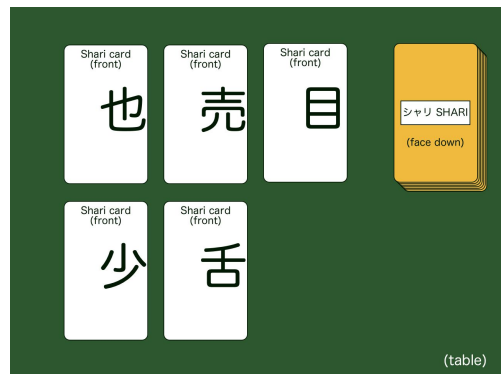 Shari card
(front)
也
Shari card
(front)
売
Shari card
(front)
目
シャリ SHARI
(face down)
Shari card
(front)
少
Shari card
(front)
舌
(table)